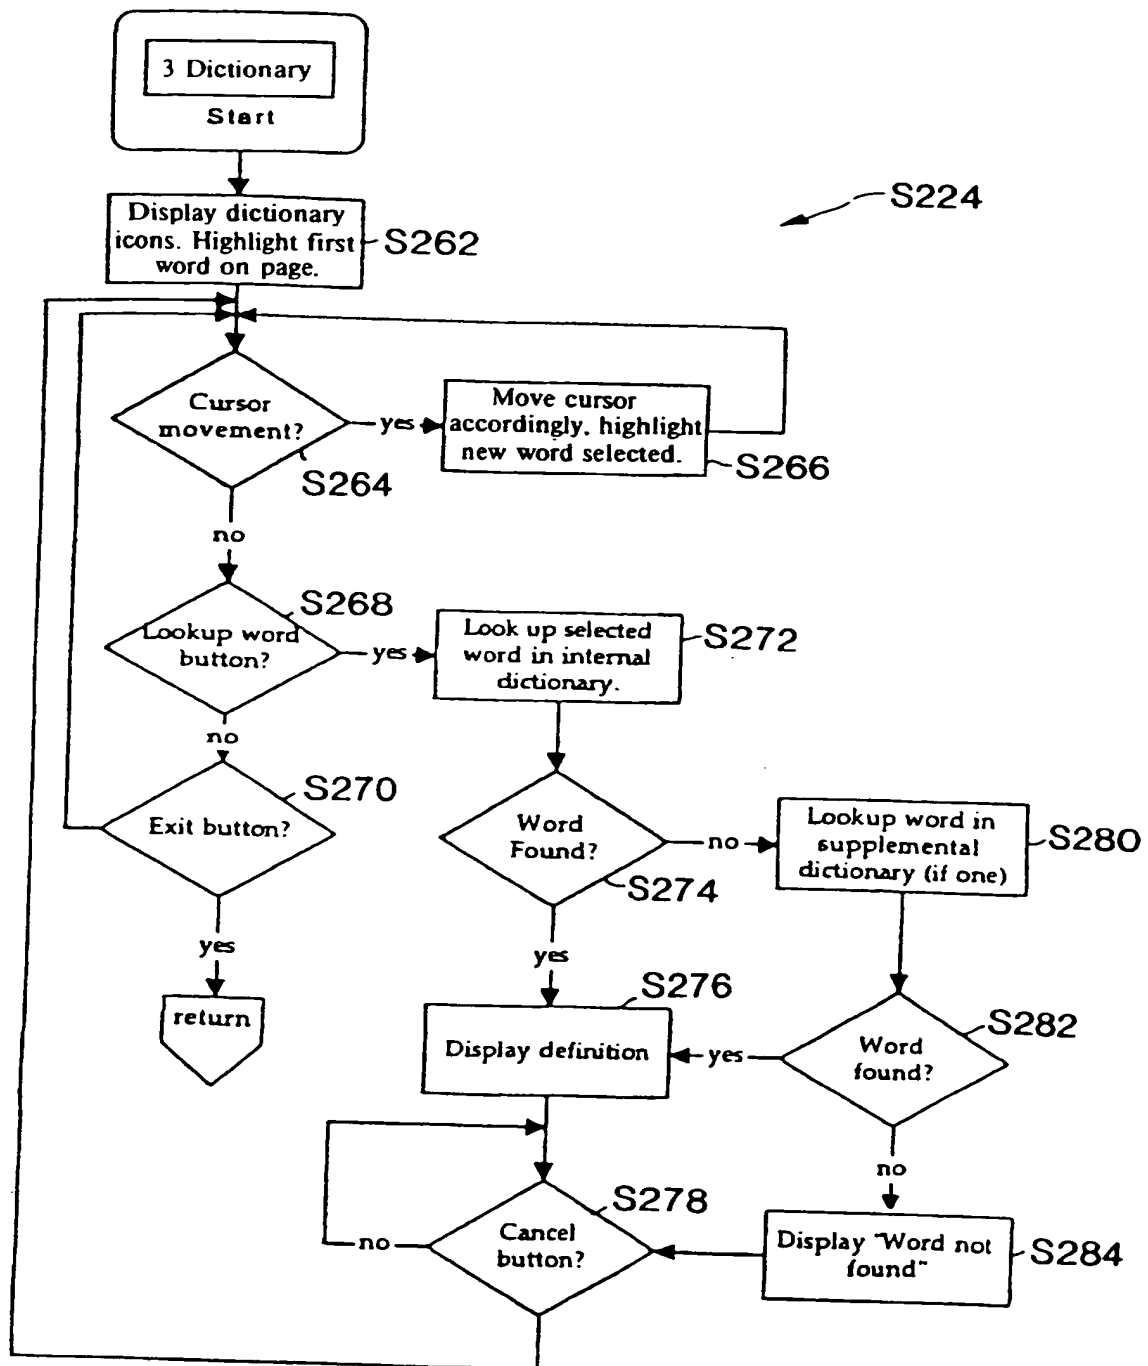 3 Dictionary
Start
S224
Display dictionary
icons. Highlight first
word on page.
S262
Cursor
movement?
S264
yes
Move cursor
accordingly, highlight
new word selected.
S266
no
Lookup word
button?
S268
yes
Look up selected
word in internal
dictionary.
S272
no
Exit button?
S270
yes
return
Word
Found?
S274
no
Lookup word in
supplemental
dictionary (if one)
S280
yes
Display definition
S276
yes
Word
found?
S282
no
Display "Word not
found"
S284
Cancel
button?
S278
no